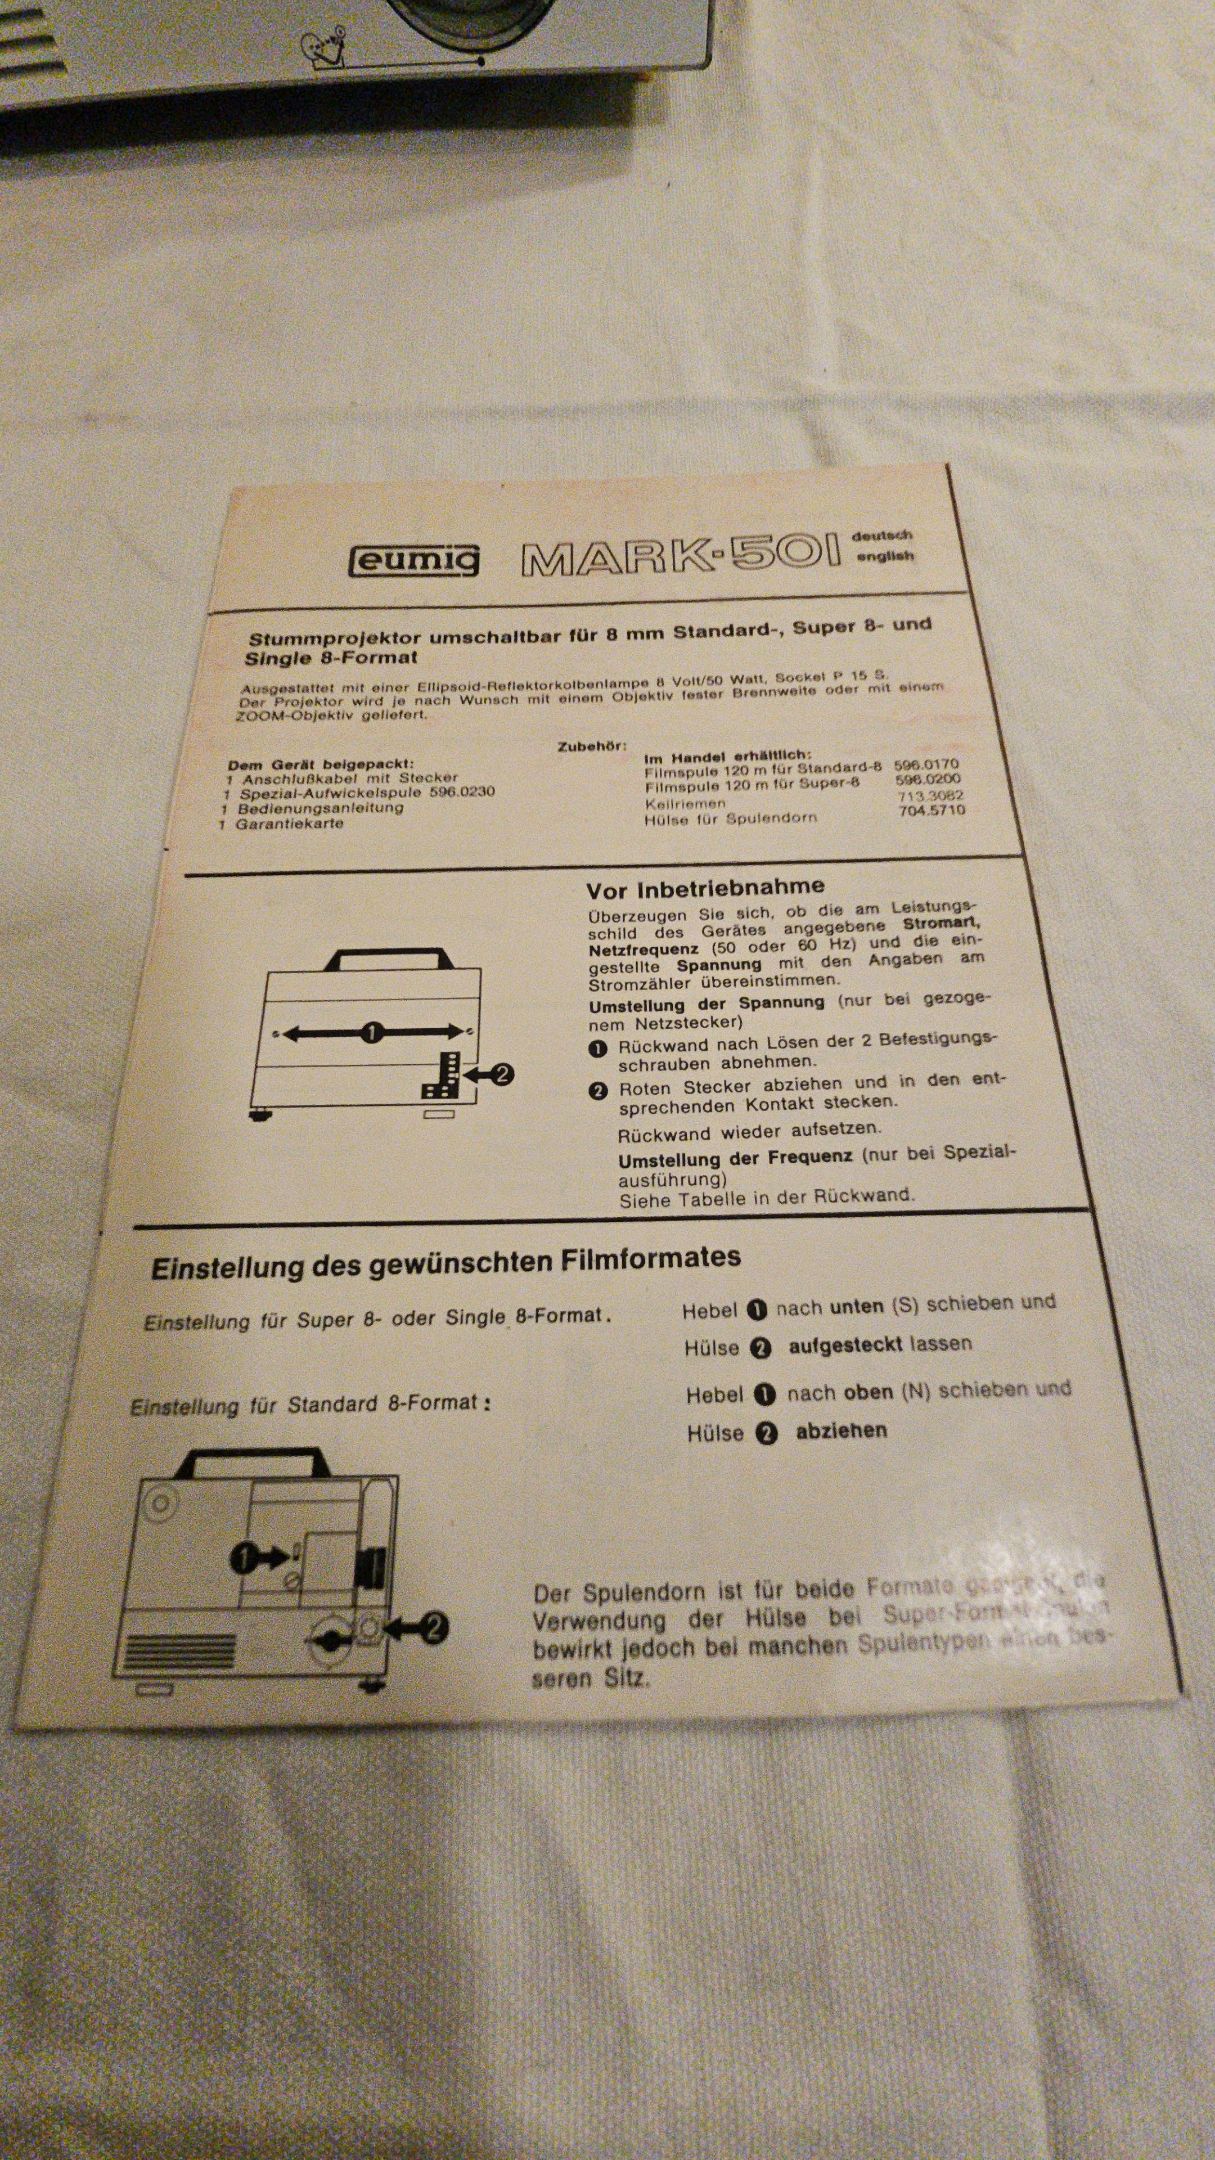 eumig MARK-501 deutsch
english
Stummprojektor umschaltbar für 8 mm Standard-, Super 8- und
Single 8-Format
Ausgestattet mit einer Ellipsoid-Reflektorkolbenlampe 8 Volt/50 Watt, Sockel P 15 S.
Der Projektor wird je nach Wunsch mit einem Objektiv fester Brennweite oder mit einem
ZOOM-Objektiv geliefert.
Zubehör:
Dem Gerät beigepackt:
1 Anschlußkabel mit Stecker
1 Spezial-Aufwickelspule 596.0230
1 Bedienungsanleitung
1 Garantiekarte
Im Handel erhältlich:
Filmspule 120 m für Standard-8 596.0170
Filmspule 120 m für Super-8 596.0200
Keilriemen 713.3082
Hülse für Spulendorn 704.5710
Vor Inbetriebnahme
Überzeugen Sie sich, ob die am Leistungs-
schild des Gerätes angegebene Stromart,
Netzfrequenz (50 oder 60 Hz) und die ein-
gestellte Spannung mit den Angaben am
Stromzähler übereinstimmen.
Umstellung der Spannung (nur bei gezoge-
nem Netzstecker)
1 Rückwand nach Lösen der 2 Befestigungs-
schrauben abnehmen.
2 Roten Stecker abziehen und in den ent-
sprechenden Kontakt stecken.
Rückwand wieder aufsetzen.
Umstellung der Frequenz (nur bei Spezial-
ausführung)
Siehe Tabelle in der Rückwand.
1
2
Einstellung des gewünschten Filmformates
Einstellung für Super 8- oder Single 8-Format.
Hebel 1 nach unten (S) schieben und
Hülse 2 aufgesteckt lassen
Einstellung für Standard 8-Format:
Hebel 1 nach oben (N) schieben und
Hülse 2 abziehen
1
2
Der Spulendorn ist für beide Formate die
Verwendung der Hülse bei
bewirkt jedoch bei manchen Spulentypen einen bes-
seren Sitz.